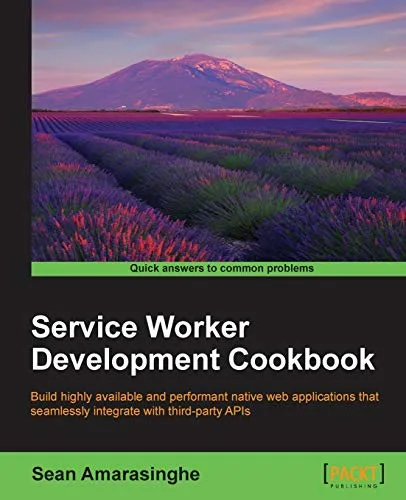 Quick answers to common problems
Service Worker
Development Cookbook
Build highly available and performant native web applications that
seamlessly integrate with third-party APIs
Sean Amarasinghe
[PACKT]
PUBLISHING